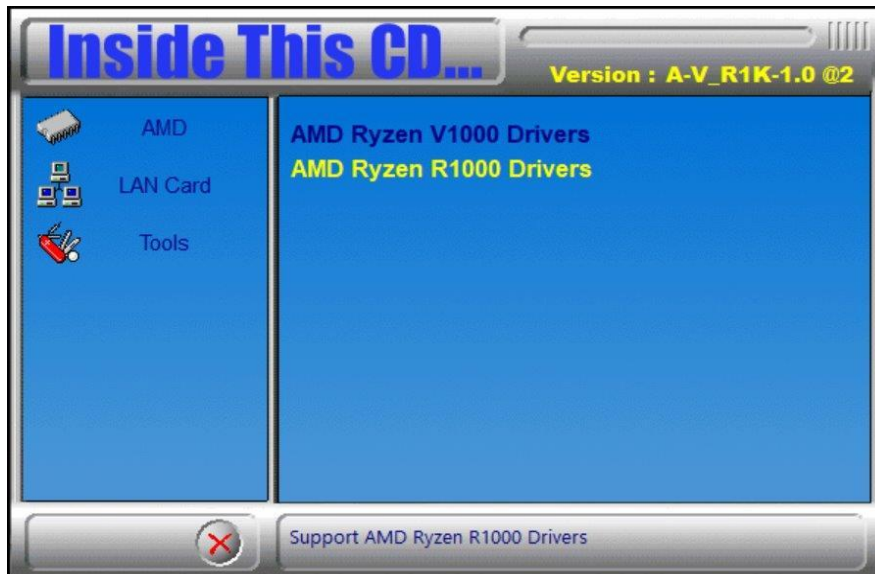 Inside This CD...
Version : A-V_R1K-1.0 @2
AMD
LAN Card
Tools
AMD Ryzen V1000 Drivers
AMD Ryzen R1000 Drivers
Support AMD Ryzen R1000 Drivers